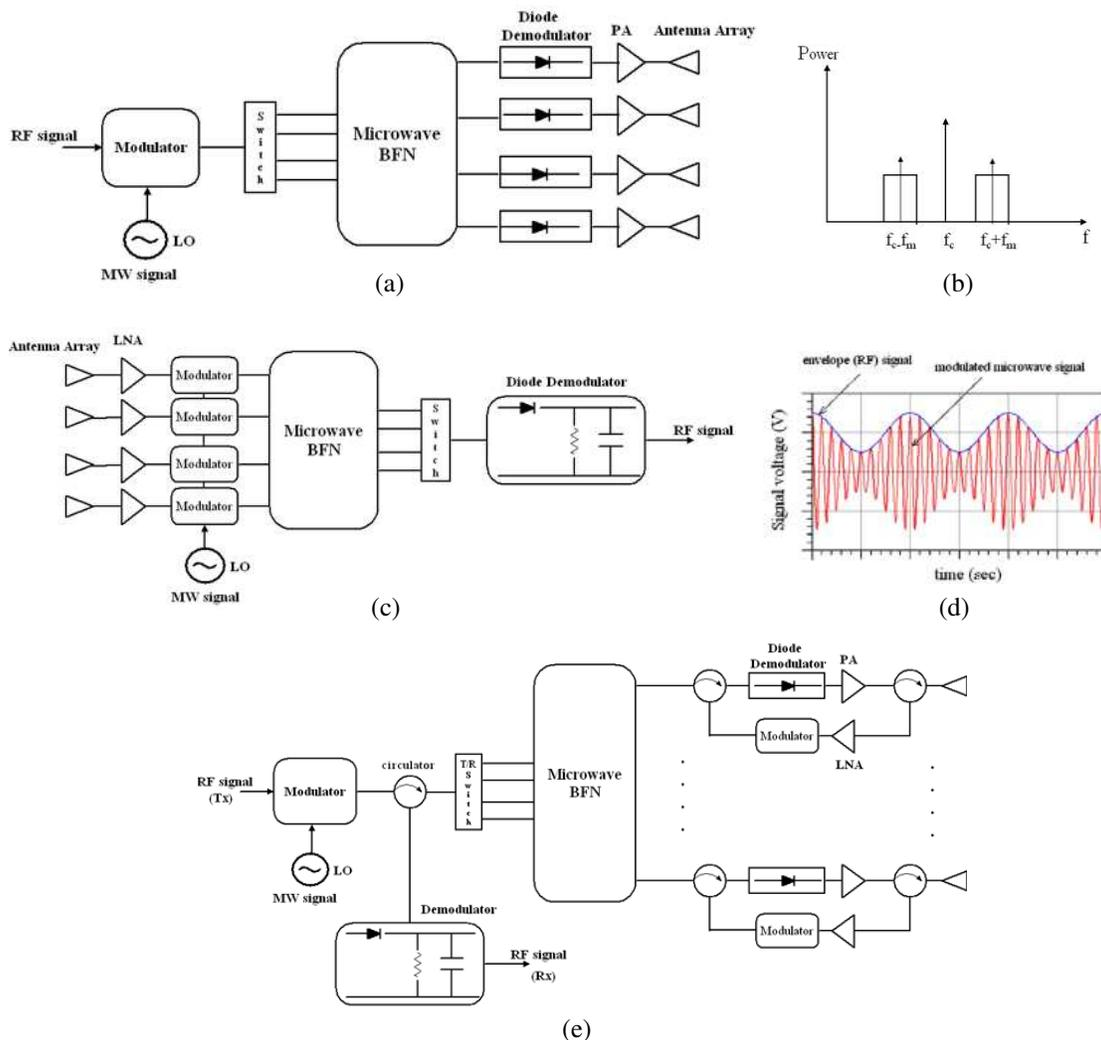 Diode
Demodulator
PA
Antenna Array
RF signal
Modulator
Switch
Microwave
BFN
LO
MW signal
(a)
Power
fc-fm
fc
fc+fm
f
(b)
Antenna Array
LNA
Modulator
Modulator
Modulator
Modulator
LO
MW signal
Microwave
BFN
Switch
Diode Demodulator
RF signal
(c)
envelope (RF) signal
modulated microwave signal
Signal voltage (V)
time (sec)
(d)
Diode
Demodulator
PA
Modulator
LNA
RF signal
(Tx)
Modulator
circulator
T/R
Switch
Microwave
BFN
LO
MW signal
Demodulator
RF signal
(Rx)
Modulator
(e)